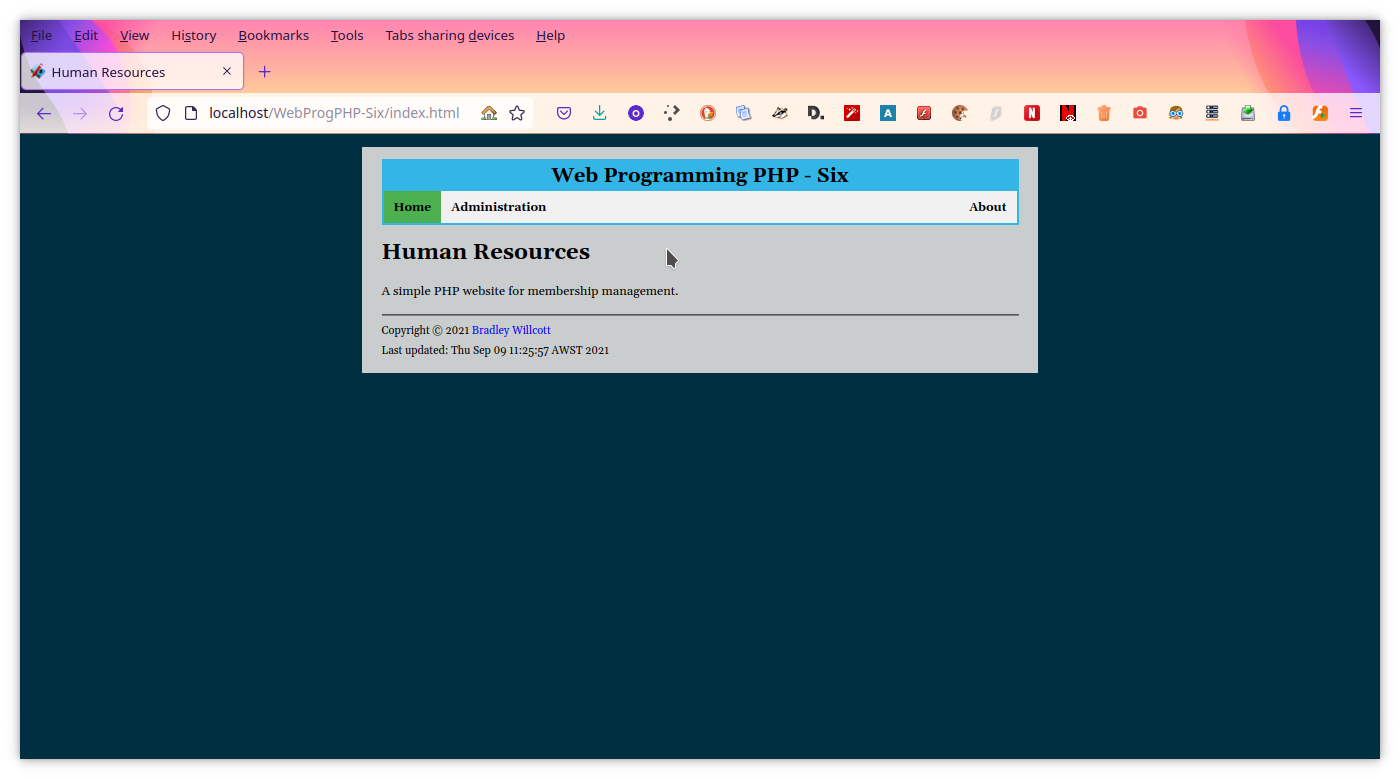 File Edit View History Bookmarks Tools Tabs sharing devices Help
Human Resources
localhost/WebProgPHP-Six/index.html
Web Programming PHP - Six
Home Administration About
Human Resources
A simple PHP website for membership management.
Copyright © 2021 Bradley Willcott
Last updated: Thu Sep 09 11:25:57 AWST 2021